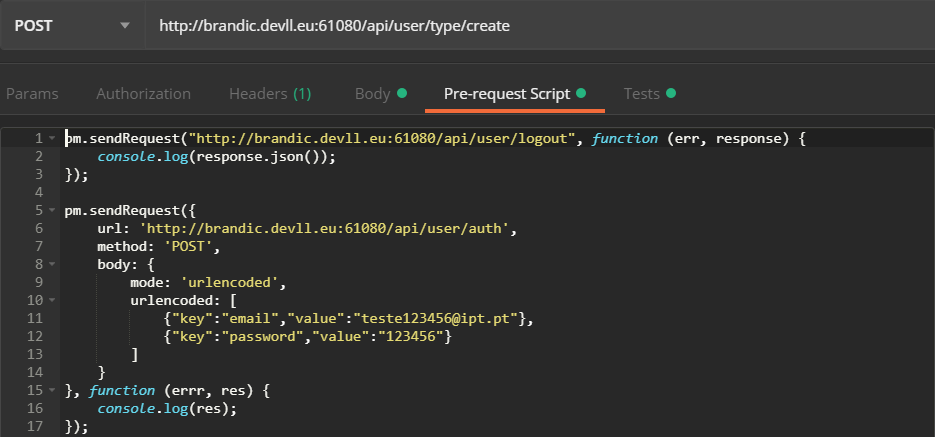 POST http://brandic.devll.eu:61080/api/user/type/create
Params Authorization Headers (1) Body Pre-request Script Tests
1 pm.sendRequest("http://brandic.devll.eu:61080/api/user/logout", function (err, response) {
2     console.log(response.json());
3 });
4
5 pm.sendRequest({
6     url: 'http://brandic.devll.eu:61080/api/user/auth',
7     method: 'POST',
8     body: {
9         mode: 'urlencoded',
10         urlencoded: [
11             {"key":"email","value":"teste123456@ipt.pt"},
12             {"key":"password","value":"123456"}
13         ]
14     }
15 }, function (errr, res) {
16     console.log(res);
17 });